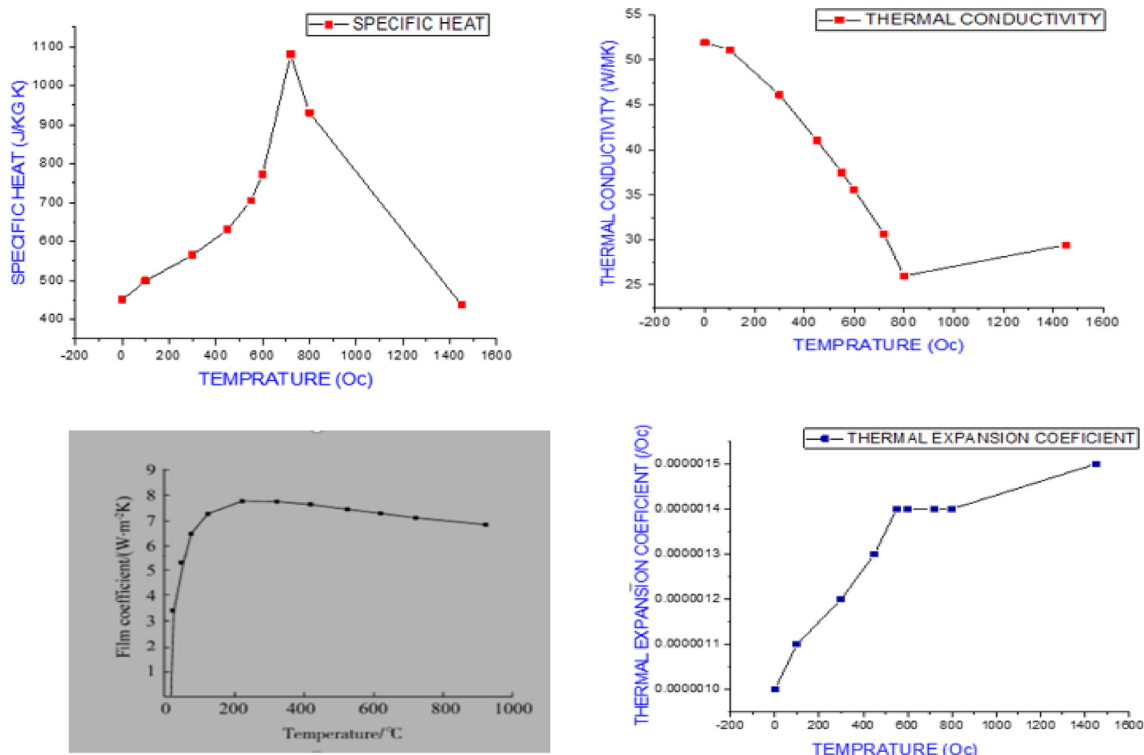 SPECIFIC HEAT
1100
1000
900
800
700
600
500
400
SPECIFIC HEAT (J/KG K)
-200 0 200 400 600 800 1000 1200 1400 1600
TEMPRATURE (Oc)
THERMAL CONDUCTIVITY
55
50
45
40
35
30
25
THERMAL CONDUCTIVITY (W/MK)
-200 0 200 400 600 800 1000 1200 1400 1600
TEMPRATURE (Oc)
9
8
7
6
5
4
3
2
1
Film coefficient/(W·m⁻²K)
0 200 400 600 800 1000
Temperature/°C
THERMAL EXPANSION COEFICIENT
0.0000015
0.0000014
0.0000013
0.0000012
0.0000011
0.0000010
THERMAL EXPANSION COEFICIENT (/Oc)
-200 0 200 400 600 800 1000 1200 1400 1600
TEMPRATURE (Oc)